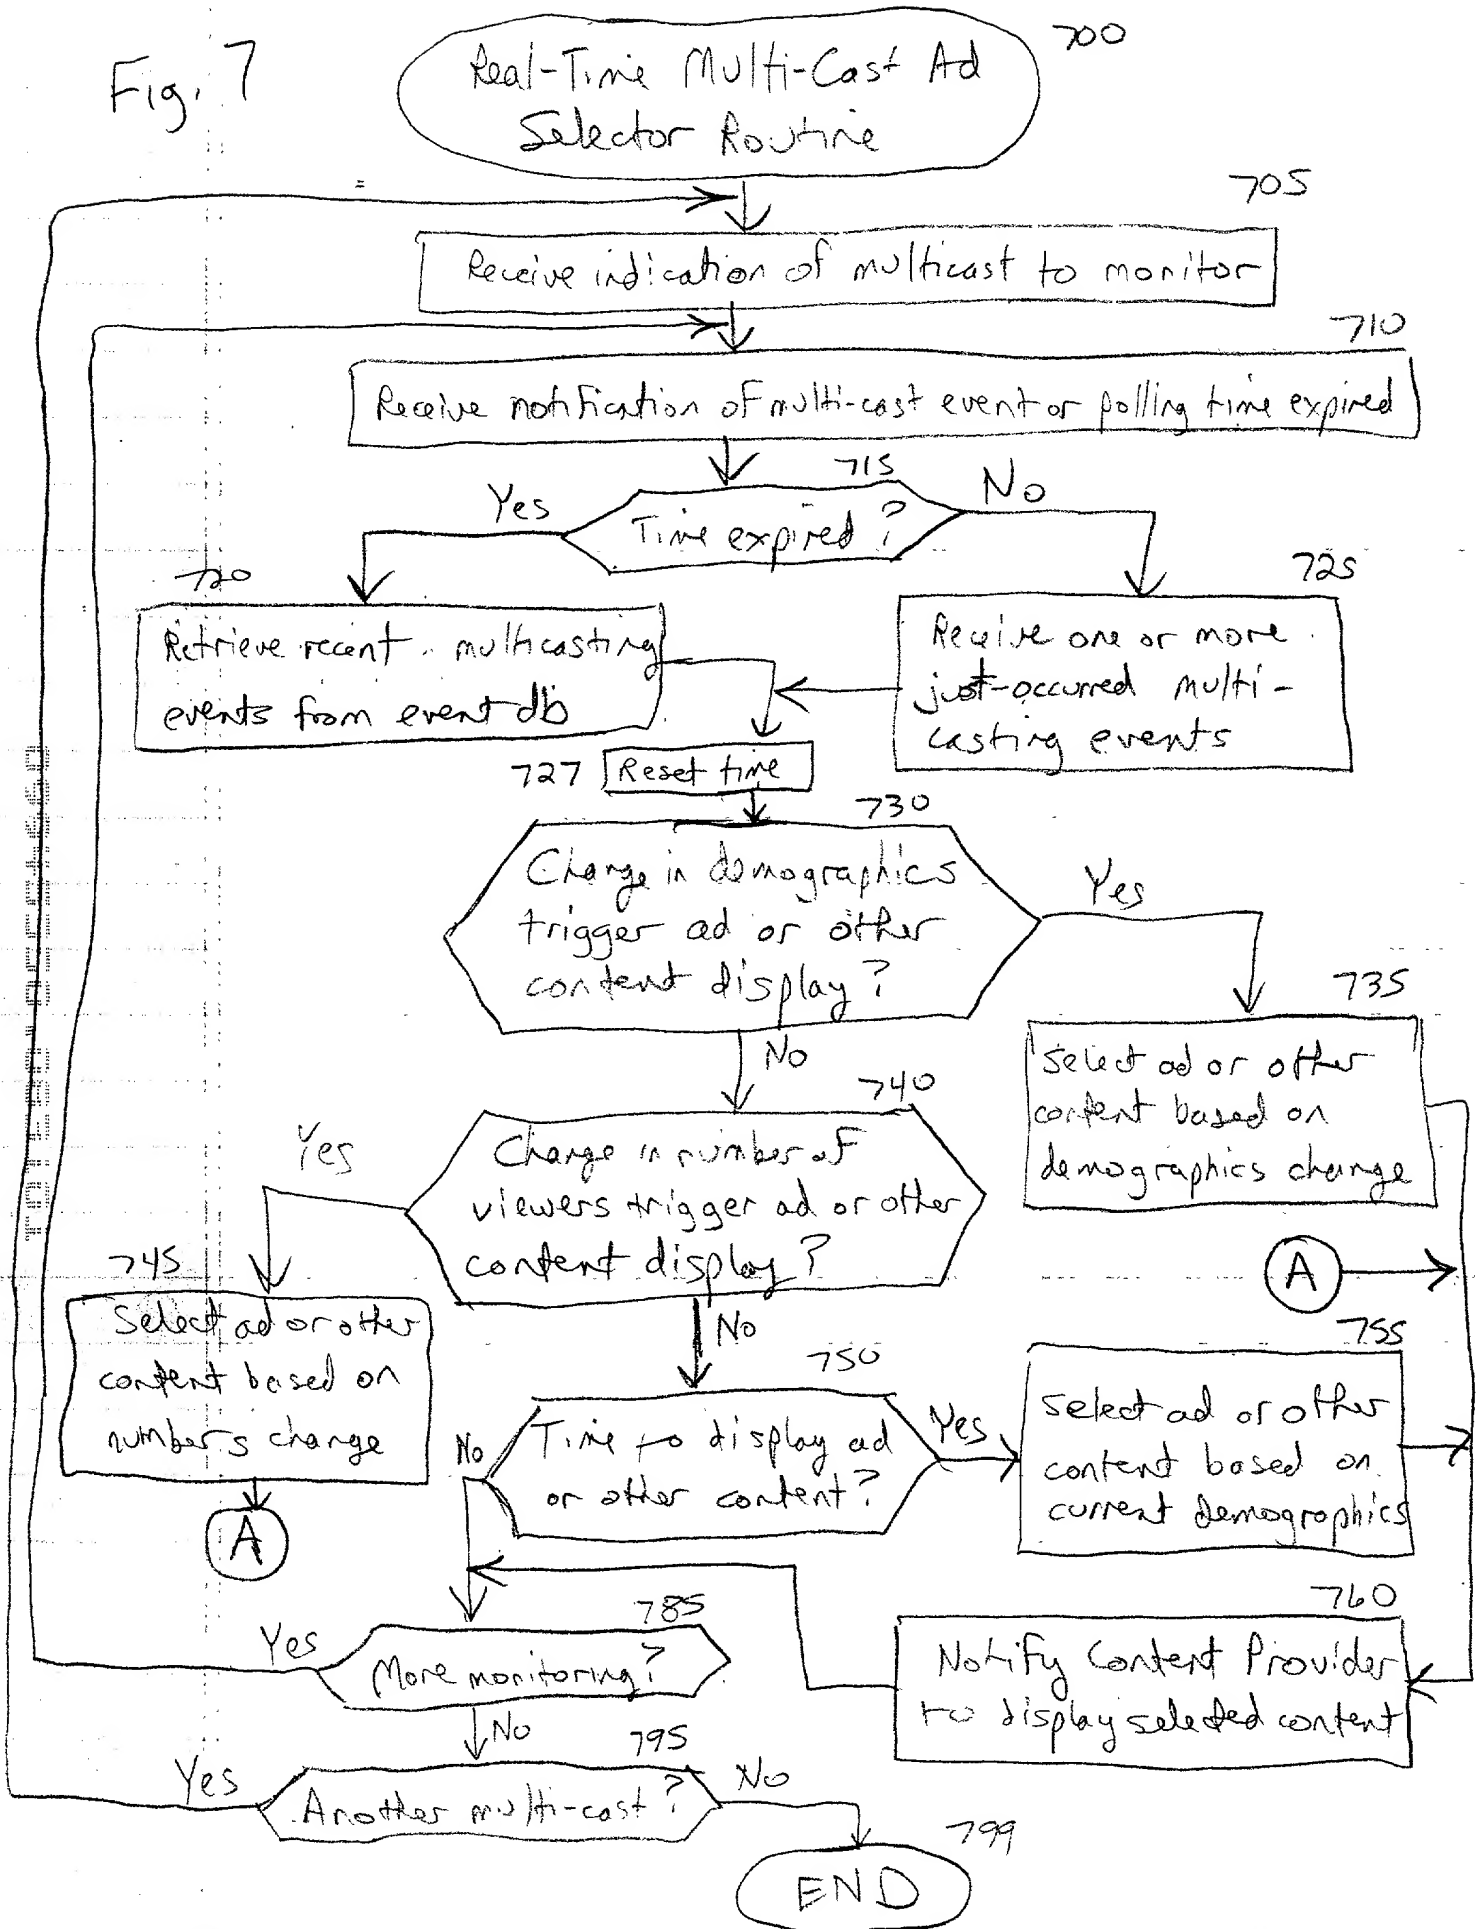 Fig. 7
700
Real-Time Multi-Cast Ad
Selector Routine
705
Receive indication of multicast to monitor
710
Receive notification of multi-cast event or polling time expired
715
Yes
No
Time expired?
720
725
Retrieve recent multicasting
events from event db
Receive one or more
just-occurred multi-
casting events
727
Reset time
730
Change in demographics
trigger ad or other
content display?
Yes
No
735
Select ad or other
content based on
demographics change
740
Yes
Change in number of
viewers trigger ad or other
content display?
A
745
Select ad or other
content based on
numbers change
A
No
750
No
Time to display ad
or other content?
Yes
755
Select ad or other
content based on
current demographics
760
Notify Content Provider
to display selected content
785
Yes
More monitoring?
No
795
Yes
Another multi-cast?
No
799
END